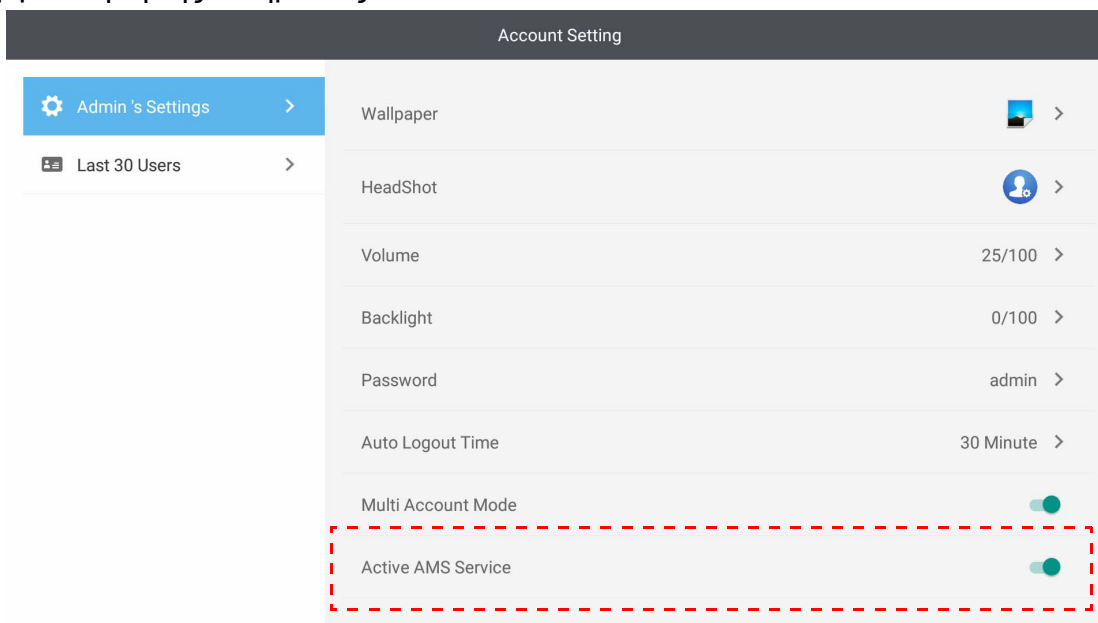 Account Setting
Admin 's Settings
Last 30 Users
Wallpaper
HeadShot
Volume 25/100
Backlight 0/100
Password admin
Auto Logout Time 30 Minute
Multi Account Mode
Active AMS Service